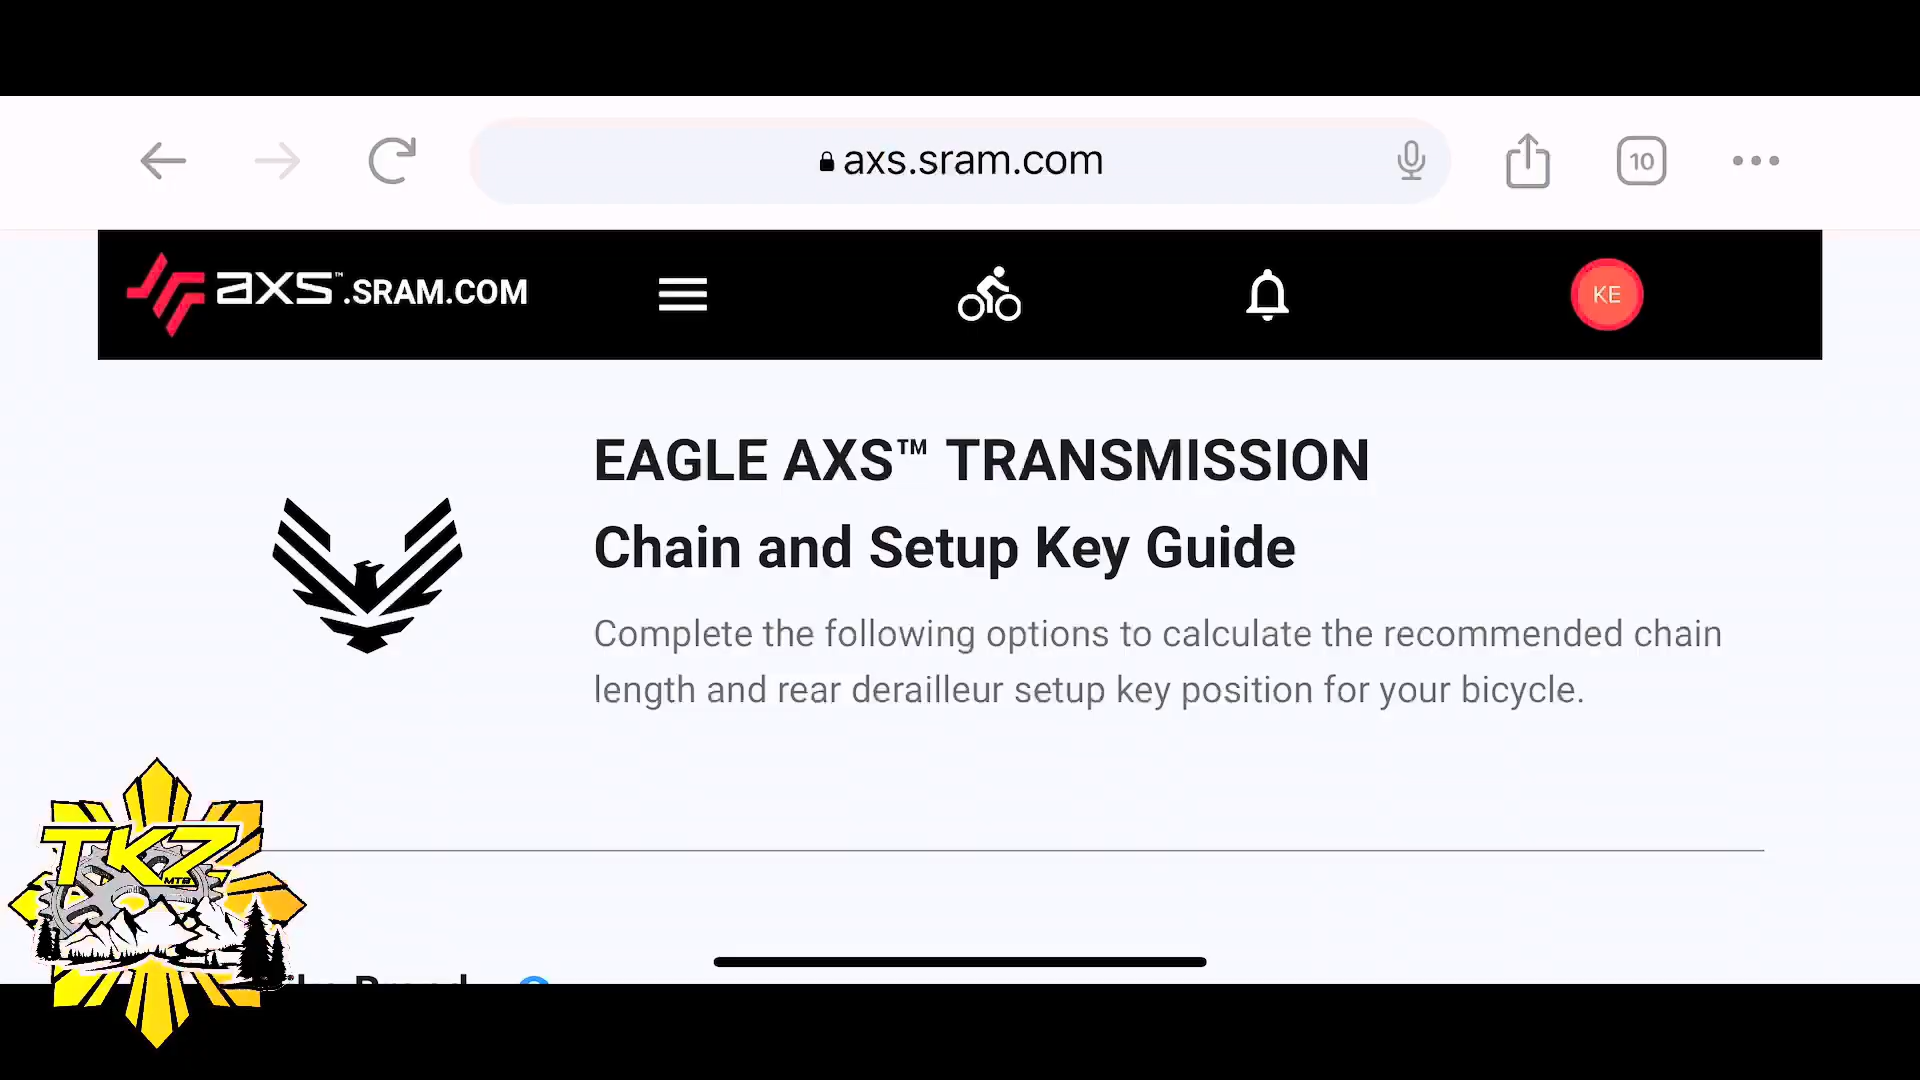 axs.sram.com
10
axs™.SRAM.COM
KE
EAGLE AXS™ TRANSMISSION
Chain and Setup Key Guide
Complete the following options to calculate the recommended chain
length and rear derailleur setup key position for your bicycle.
TKZ
MTB